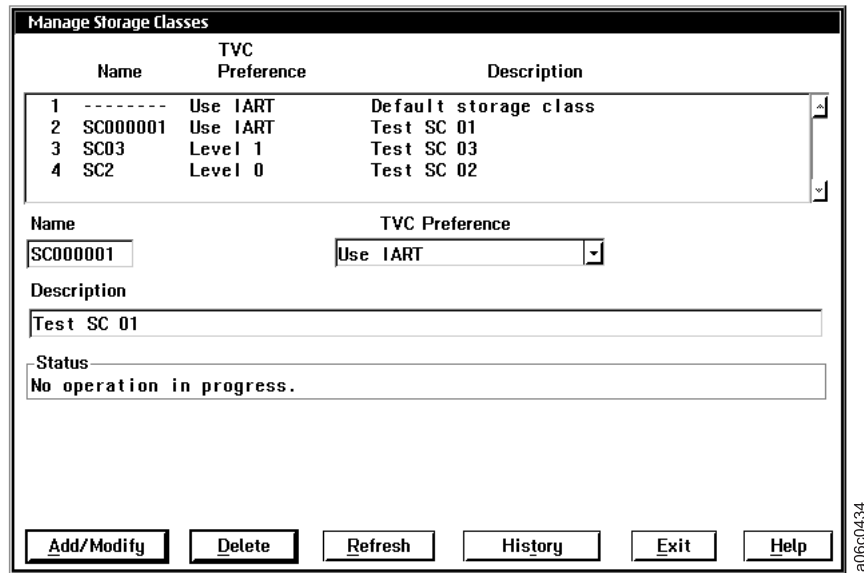 Manage Storage Classes
TVC
Name Preference Description
1 -------- Use IART Default storage class
2 SC000001 Use IART Test SC 01
3 SC03 Level 1 Test SC 03
4 SC2 Level 0 Test SC 02
Name TVC Preference
SC000001 Use IART
Description
Test SC 01
Status
No operation in progress.
Add/Modify Delete Refresh History Exit Help
a06c0434